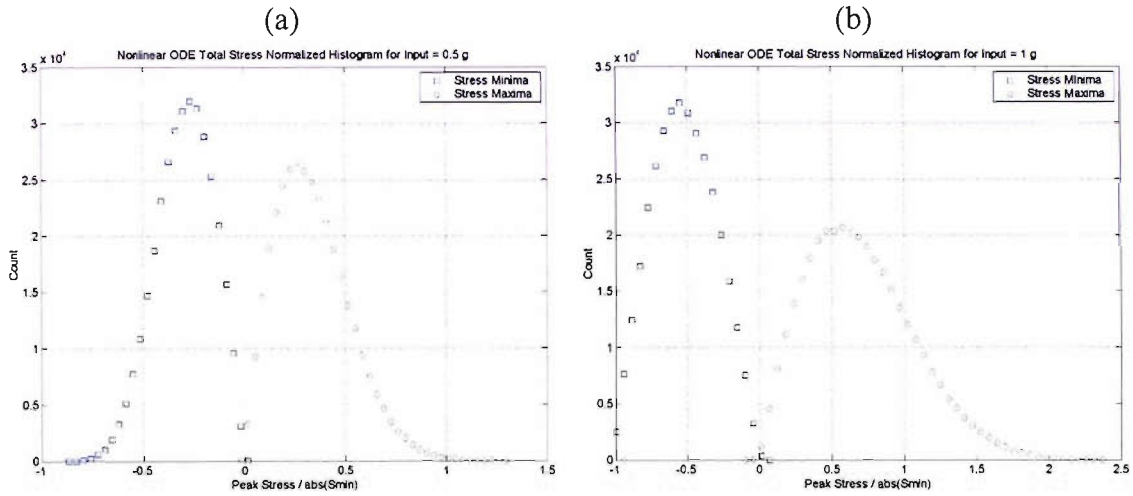 (a)
(b)
Nonlinear ODE Total Stress Normalized Histogram for Input = 0.5 g
x 10⁴
3.5
3
2.5
2
1.5
1
0.5
0
Count
-1 -0.5 0 0.5 1 1.5
Peak Stress / abs(Smin)
Stress Minima
Stress Maxima
Nonlinear ODE Total Stress Normalized Histogram for Input = 1 g
x 10⁴
3.5
3
2.5
2
1.5
1
0.5
0
Count
-1 -0.5 0 0.5 1 1.5 2 2.5
Peak Stress / abs(Smin)
Stress Minima
Stress Maxima